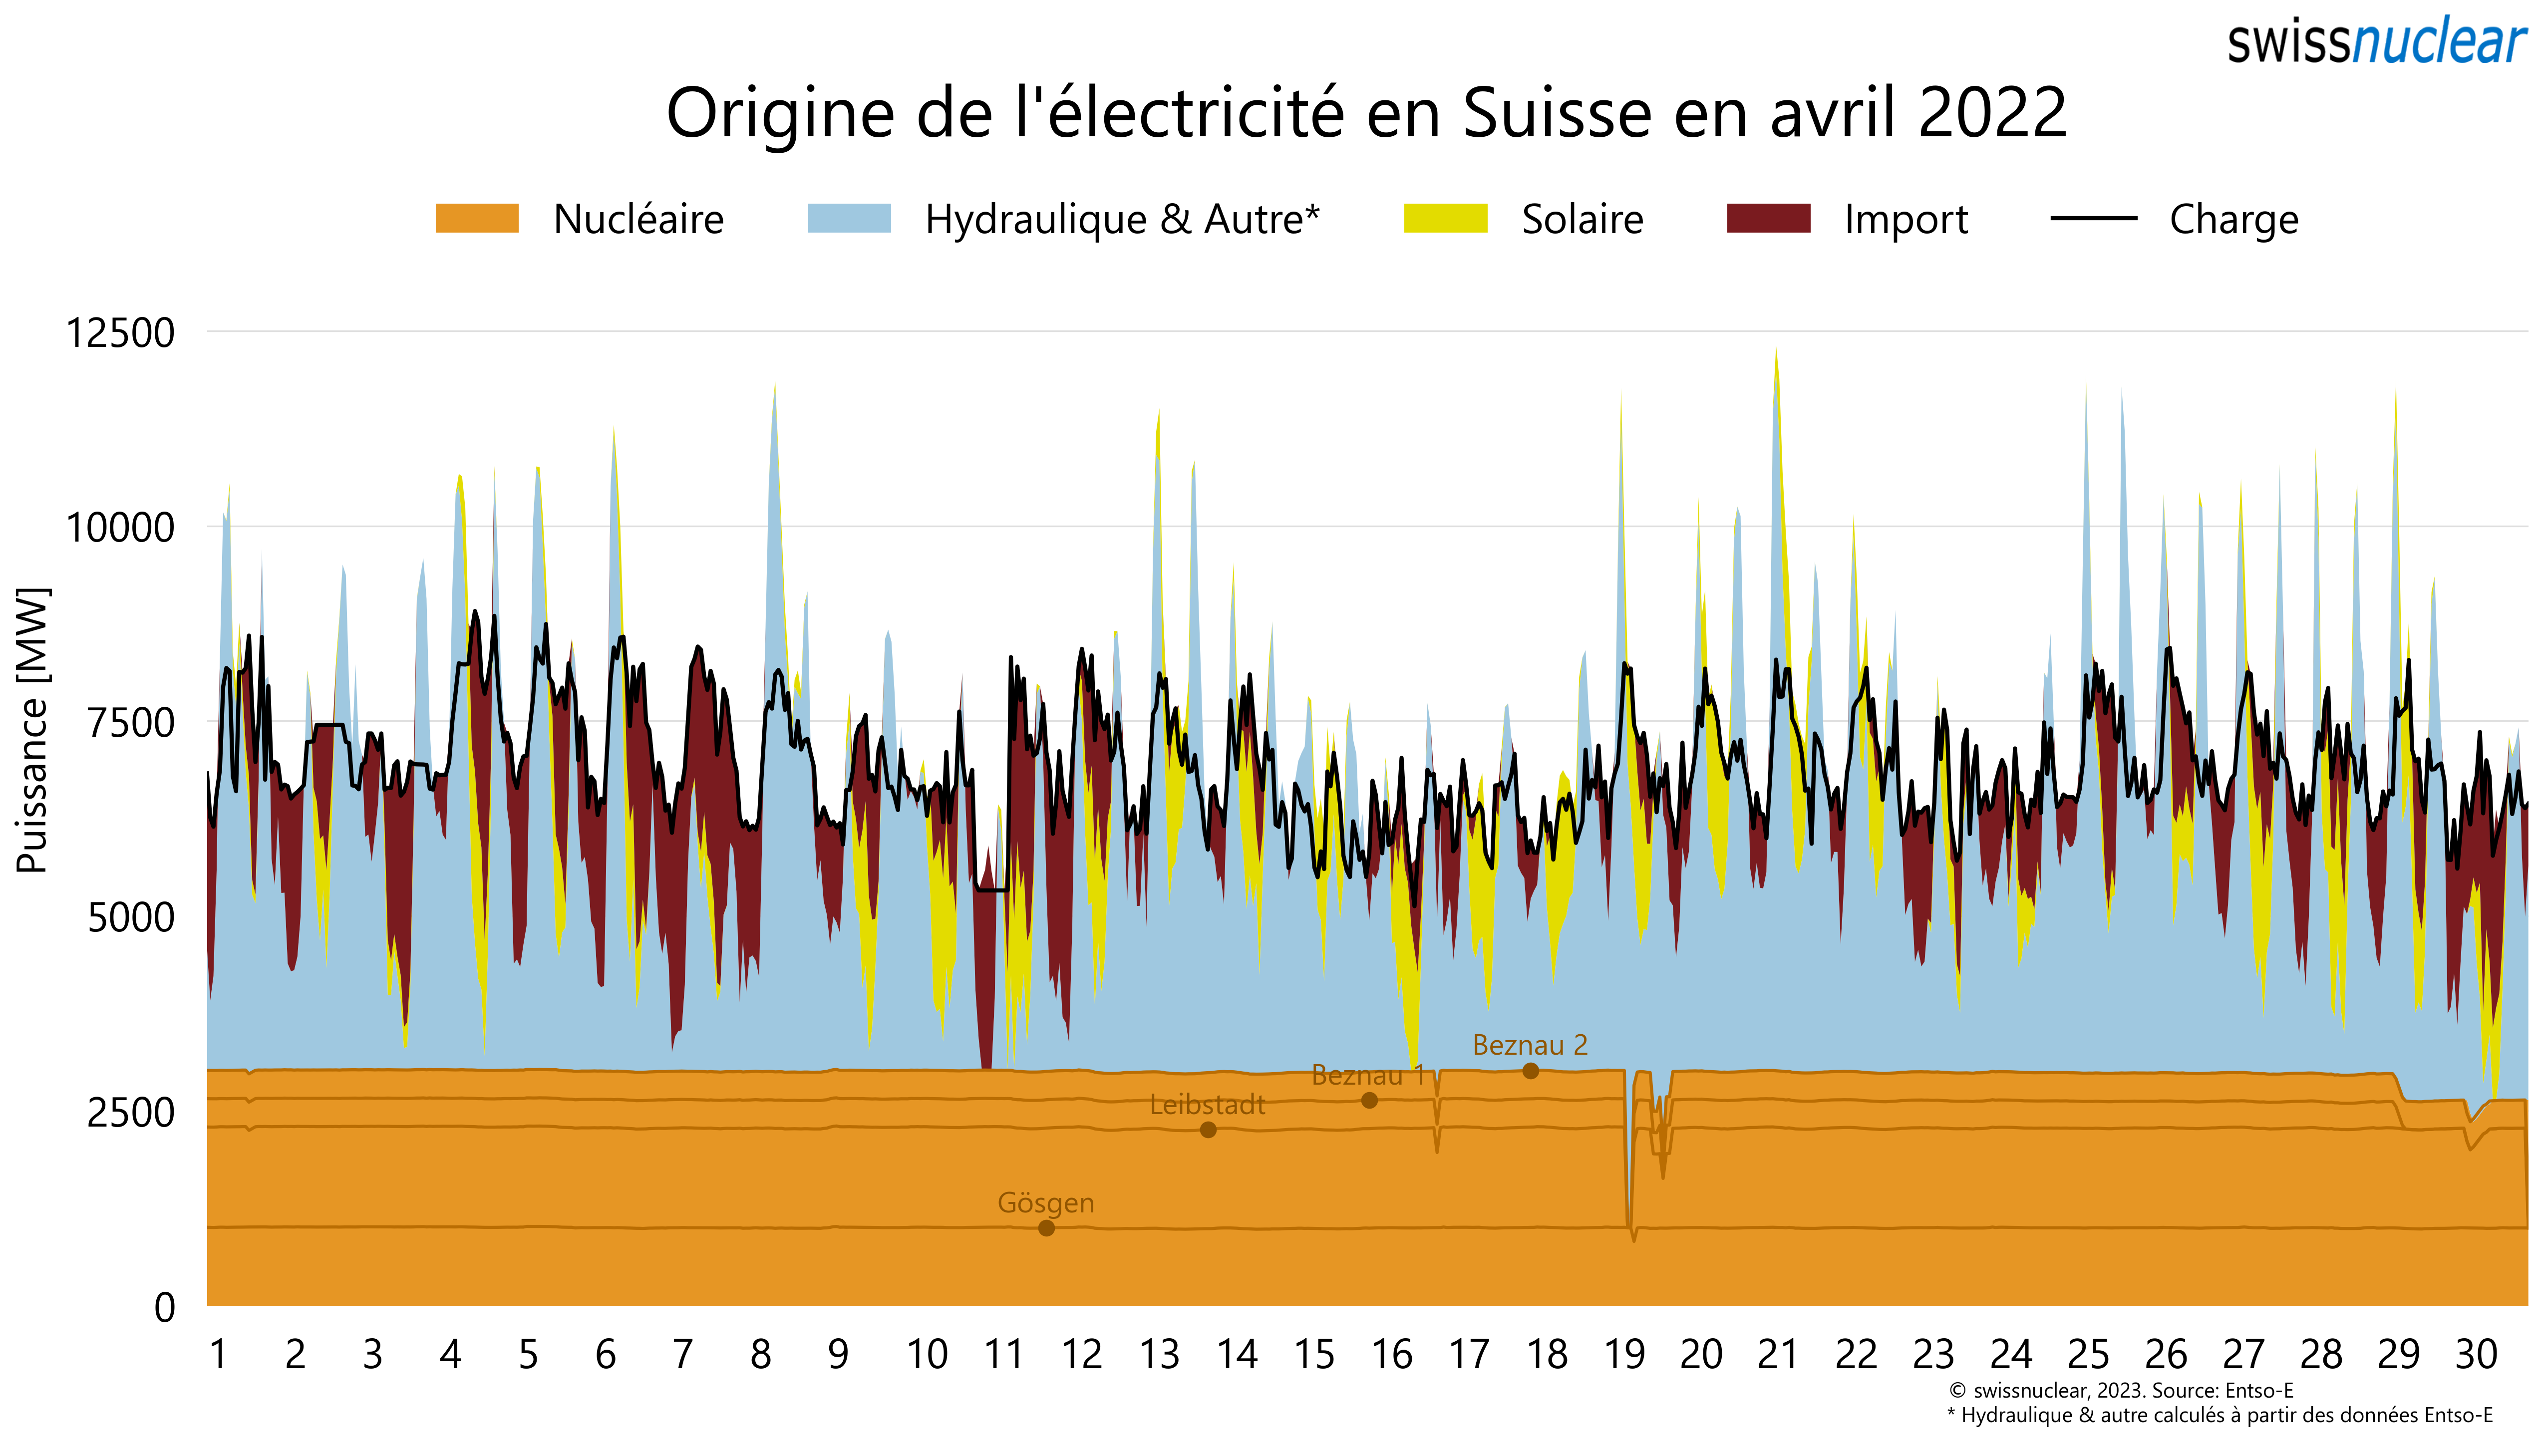 swissnuclear
Origine de l'électricité en Suisse en avril 2022
Nucléaire Hydraulique & Autre* Solaire Import Charge
12500
10000
7500
5000
2500
0
Puissance [MW]
Beznau 2
Beznau 1
Leibstadt
Gösgen
1 2 3 4 5 6 7 8 9 10 11 12 13 14 15 16 17 18 19 20 21 22 23 24 25 26 27 28 29 30
© swissnuclear, 2023. Source: Entso-E
* Hydraulique & autre calculés à partir des données Entso-E